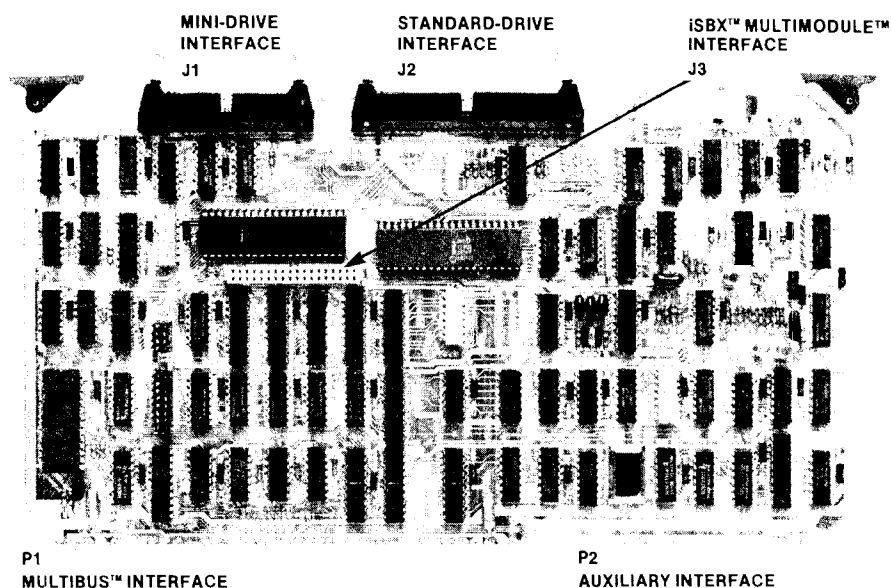 MINI-DRIVE
INTERFACE
J1
STANDARD-DRIVE
INTERFACE
J2
iSBX™ MULTIMODULE™
INTERFACE
J3
P1
MULTIBUS™ INTERFACE
P2
AUXILIARY INTERFACE